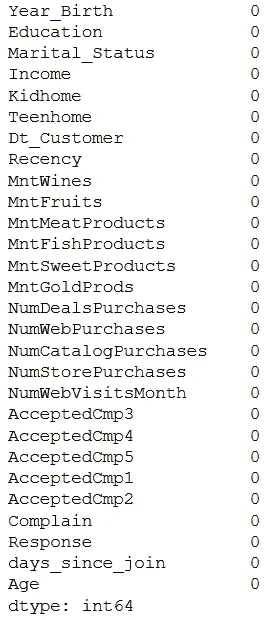 Year_Birth 0
Education 0
Marital_Status 0
Income 0
Kidhome 0
Teenhome 0
Dt_Customer 0
Recency 0
MntWines 0
MntFruits 0
MntMeatProducts 0
MntFishProducts 0
MntSweetProducts 0
MntGoldProds 0
NumDealsPurchases 0
NumWebPurchases 0
NumCatalogPurchases 0
NumStorePurchases 0
NumWebVisitsMonth 0
AcceptedCmp3 0
AcceptedCmp4 0
AcceptedCmp5 0
AcceptedCmp1 0
AcceptedCmp2 0
Complain 0
Response 0
days_since_join 0
Age 0
dtype: int64